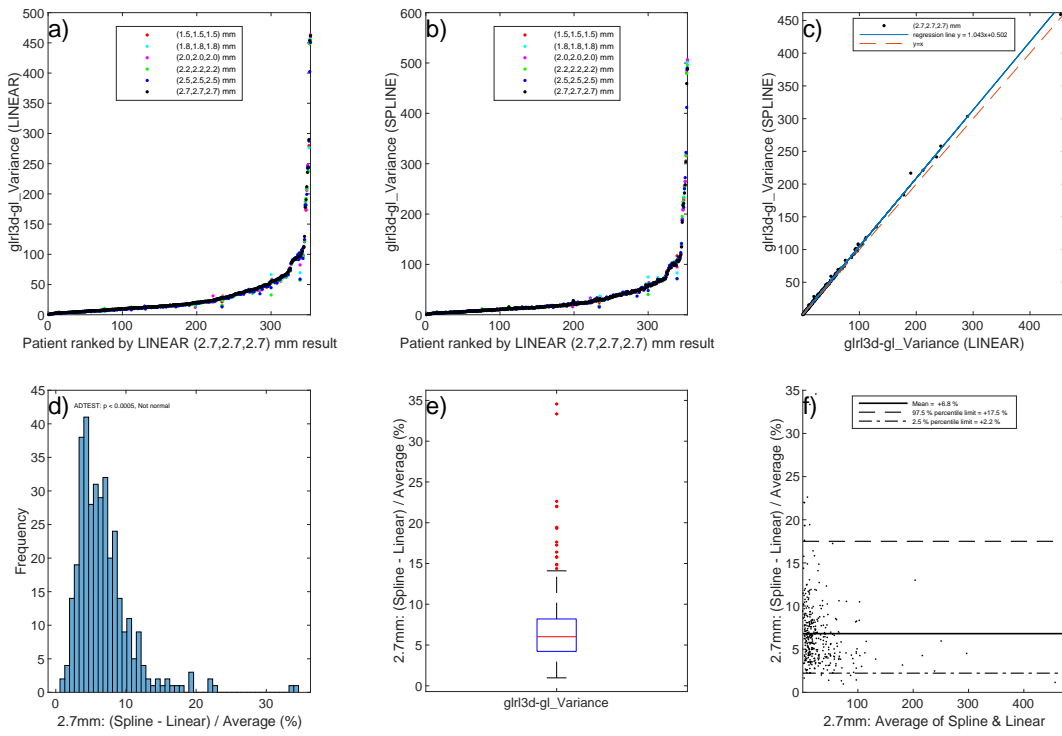 a)
500
450
400
350
300
250
200
150
100
50
0
0 100 200 300
glrl3d-gl_Variance (LINEAR)
Patient ranked by LINEAR (2.7,2.7,2.7) mm result
(1.5,1.5,1.5) mm
(1.8,1.8,1.8) mm
(2.0,2.0,2.0) mm
(2.2,2.2,2.2) mm
(2.5,2.5,2.5) mm
(2.7,2.7,2.7) mm
b)
600
500
400
300
200
100
0
0 100 200 300
glrl3d-gl_Variance (SPLINE)
Patient ranked by LINEAR (2.7,2.7,2.7) mm result
(1.5,1.5,1.5) mm
(1.8,1.8,1.8) mm
(2.0,2.0,2.0) mm
(2.2,2.2,2.2) mm
(2.5,2.5,2.5) mm
(2.7,2.7,2.7) mm
c)
450
400
350
300
250
200
150
100
50
100 200 300 400
glrl3d-gl_Variance (SPLINE)
glrl3d-gl_Variance (LINEAR)
(2.7,2.7,2.7) mm
regression line y = 1.043x+0.502
y=x
d)
45
40
35
30
25
20
15
10
5
0
0 10 20 30
Frequency
2.7mm: (Spline - Linear) / Average (%)
ADTEST: p < 0.0005, Not normal
e)
35
30
25
20
15
10
5
0
2.7mm: (Spline - Linear) / Average (%)
glrl3d-gl_Variance
f)
35
30
25
20
15
10
5
0
100 200 300 400
2.7mm: (Spline - Linear) / Average (%)
2.7mm: Average of Spline & Linear
Mean = +6.8 %
97.5 % percentile limit = +17.5 %
2.5 % percentile limit = +2.2 %